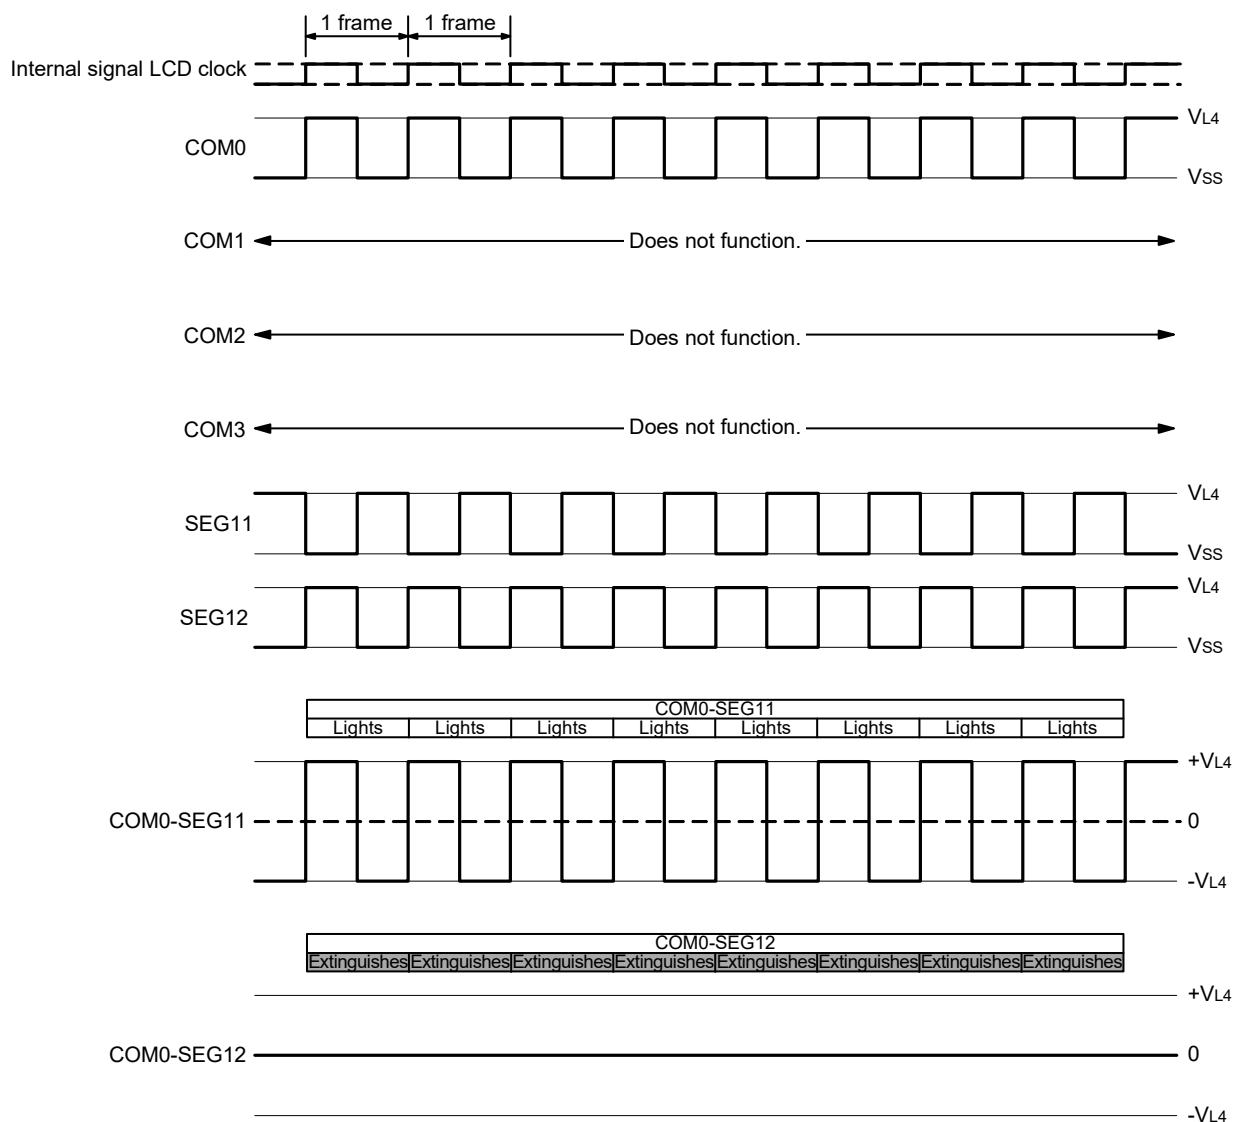 1 frame 1 frame
Internal signal LCD clock
VL4
COM0
VSS
COM1 Does not function.
COM2 Does not function.
COM3 Does not function.
VL4
SEG11
VSS
VL4
SEG12
VSS
COM0-SEG11
Lights Lights Lights Lights Lights Lights Lights Lights
+VL4
COM0-SEG11 0
-VL4
COM0-SEG12
Extinguishes Extinguishes Extinguishes Extinguishes Extinguishes Extinguishes Extinguishes Extinguishes
+VL4
COM0-SEG12 0
-VL4